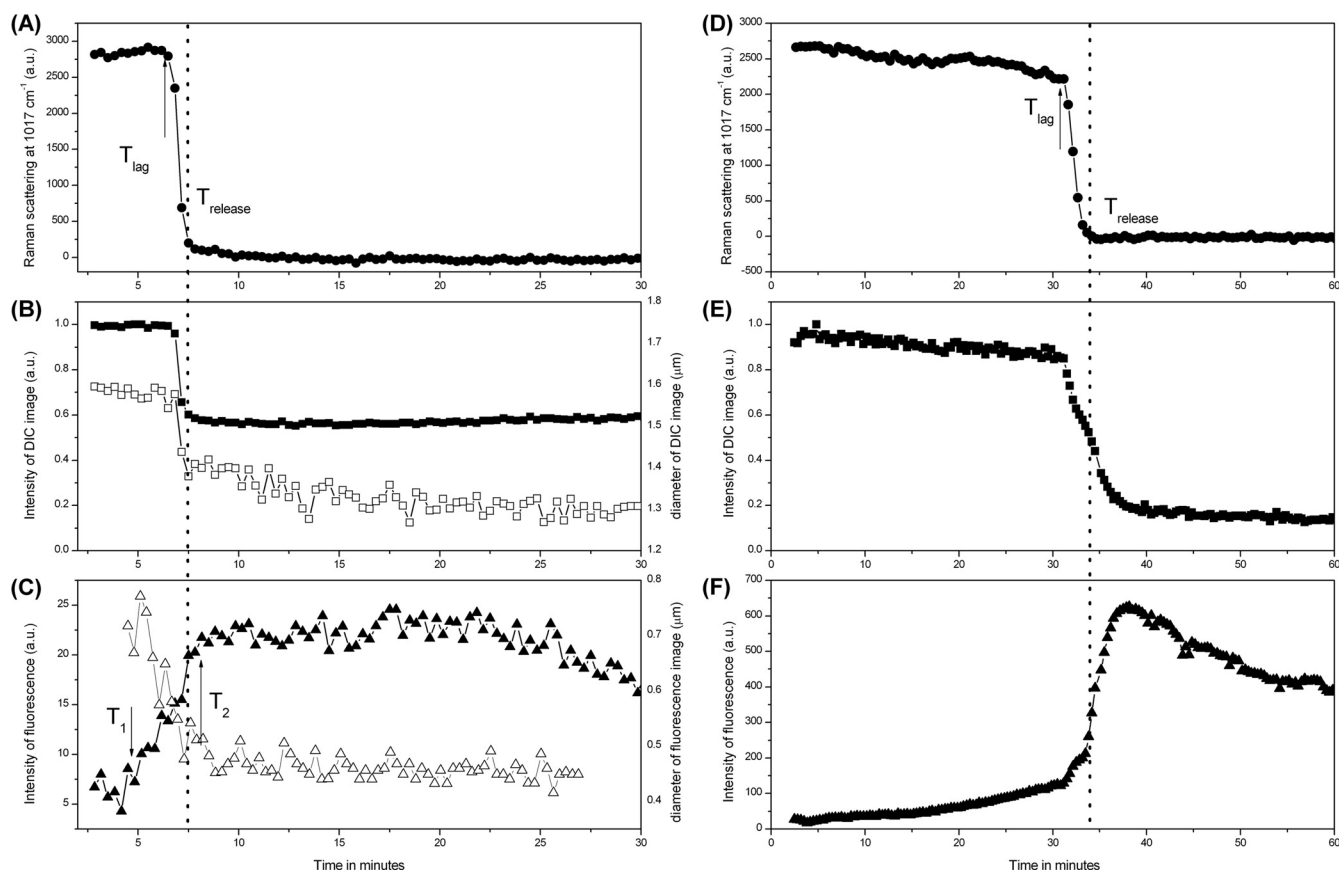 (A)
Raman scattering at 1017 cm⁻¹ (a.u.)
3000
2500
2000
1500
1000
500
0
T_lag
T_release
5 10 15 20 25 30
(B)
Intensity of DIC image (a.u.)
1.0
0.8
0.6
0.4
0.2
0.0
1.8
1.7
1.6
1.5
1.4
1.3
1.2
diameter of DIC image (μm)
5 10 15 20 25 30
(C)
Intensity of fluorescence (a.u.)
25
20
15
10
5
T_1
T_2
0.8
0.7
0.6
0.5
0.4
diameter of fluorescence image (μm)
5 10 15 20 25 30
Time in minutes
(D)
Raman scattering at 1017 cm⁻¹ (a.u.)
3000
2500
2000
1500
1000
500
0
-500
T_lag
T_release
0 10 20 30 40 50 60
(E)
Intensity of DIC image (a.u.)
1.0
0.8
0.6
0.4
0.2
0.0
0 10 20 30 40 50 60
(F)
Intensity of fluorescence (a.u.)
700
600
500
400
300
200
100
0
0 10 20 30 40 50 60
Time in minutes